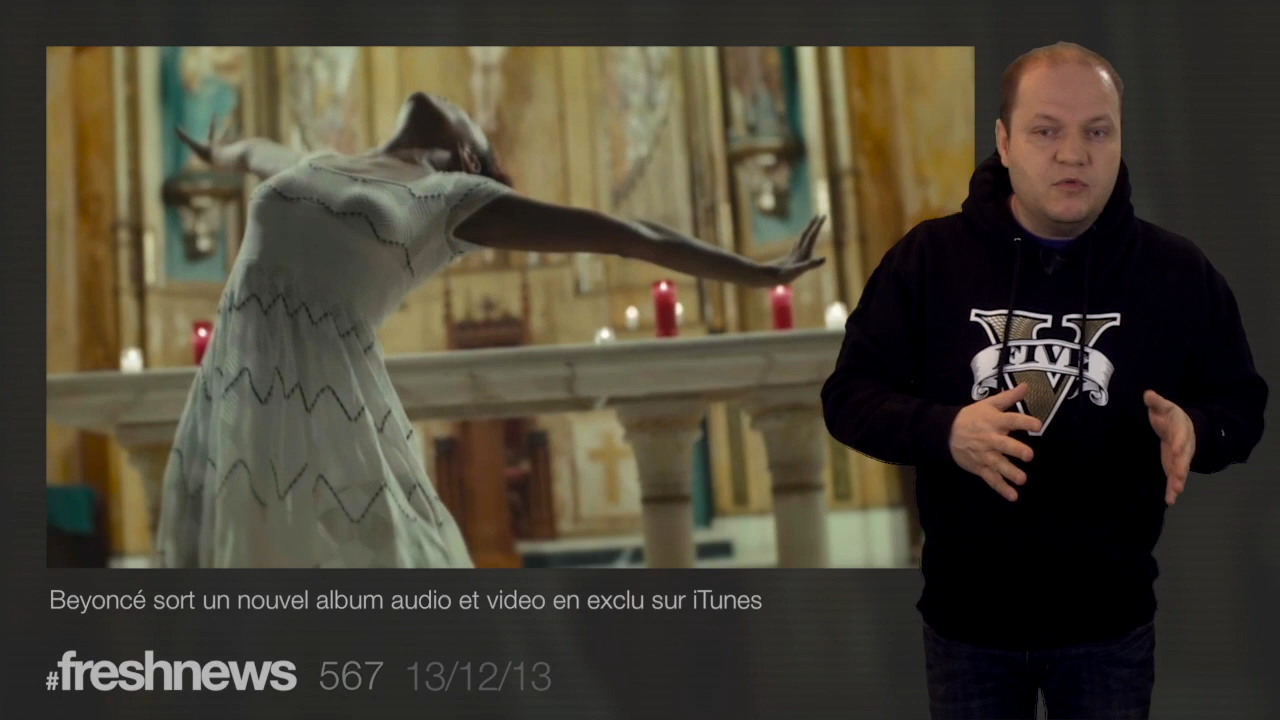 FIVE
V
Beyoncé sort un nouvel album audio et video en exclu sur iTunes
#freshnews 567 13/12/13